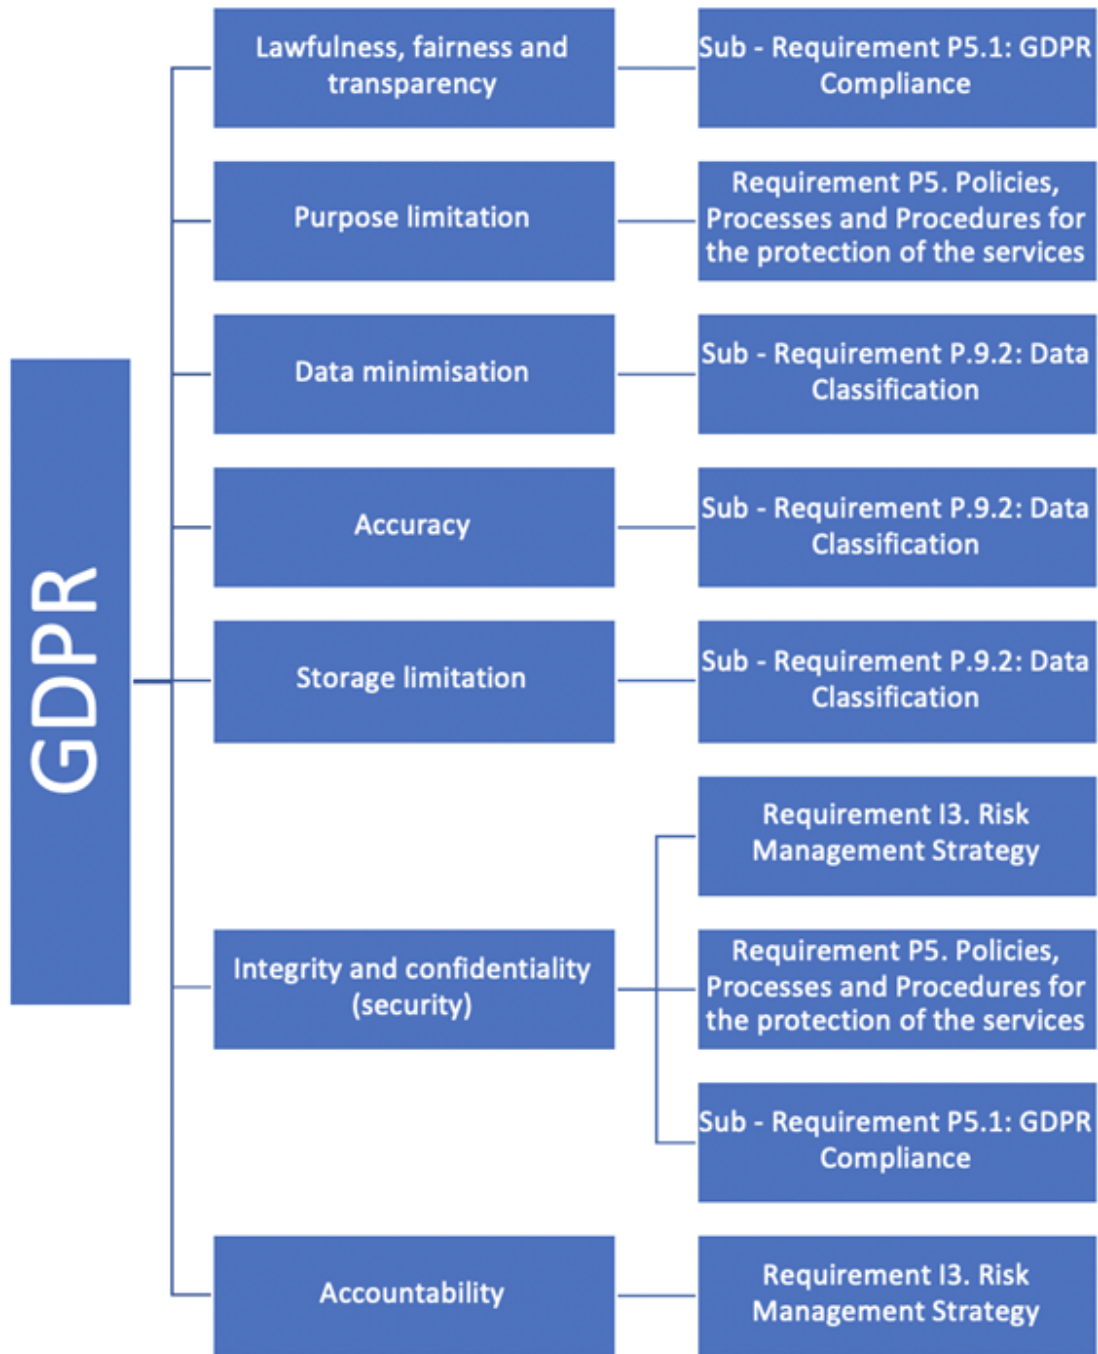 GDPR
Lawfulness, fairness and
transparency
Sub - Requirement P5.1: GDPR
Compliance
Purpose limitation
Requirement P5. Policies,
Processes and Procedures for
the protection of the services
Data minimisation
Sub - Requirement P.9.2: Data
Classification
Accuracy
Sub - Requirement P.9.2: Data
Classification
Storage limitation
Sub - Requirement P.9.2: Data
Classification
Integrity and confidentiality
(security)
Requirement I3. Risk
Management Strategy
Requirement P5. Policies,
Processes and Procedures for
the protection of the services
Sub - Requirement P5.1: GDPR
Compliance
Accountability
Requirement I3. Risk
Management Strategy